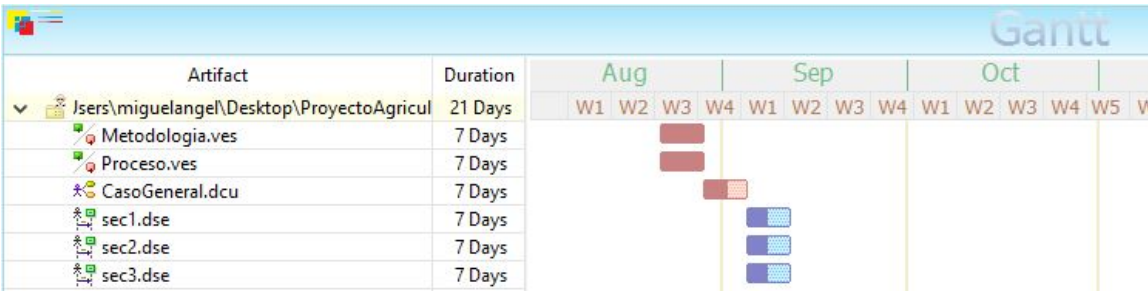 Gantt
Artifact Duration Aug Sep Oct
Jsers\miguelangel\Desktop\ProyectoAgricul 21 Days W1 W2 W3 W4 W1 W2 W3 W4 W1 W2 W3 W4 W5
Metodologia.ves 7 Days
Proceso.ves 7 Days
CasoGeneral.dcu 7 Days
sec1.dse 7 Days
sec2.dse 7 Days
sec3.dse 7 Days